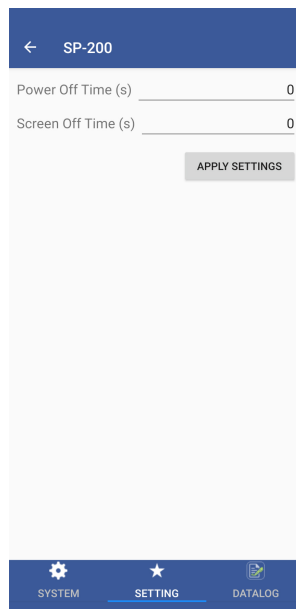 SP-200
Power Off Time (s) 0
Screen Off Time (s) 0
APPLY SETTINGS
SYSTEM SETTING DATALOG